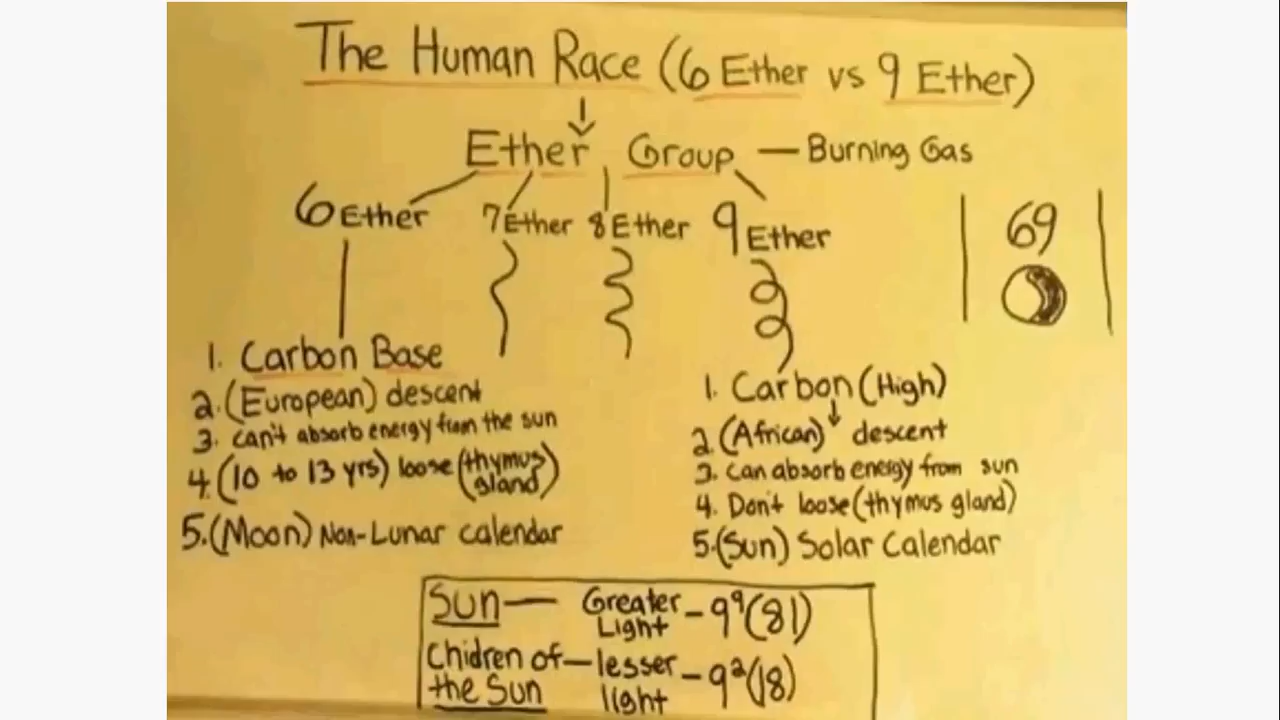 The Human Race (6 Ether vs 9 Ether)
Ether Group — Burning Gas
6 Ether 7 Ether 8 Ether 9 Ether
69
1. Carbon Base
2. (European) descent
3. can't absorb energy from the sun
4. (10 to 13 yrs) loose (thymus gland)
5. (Moon) Non-Lunar calendar
1. Carbon (High)
2. (African) descent
3. Can absorb energy from sun
4. Don't loose (thymus gland)
5. (Sun) Solar Calendar
Sun — Greater Light - 9⁹ (81)
Chidren of the Sun — lesser light - 9² (18)